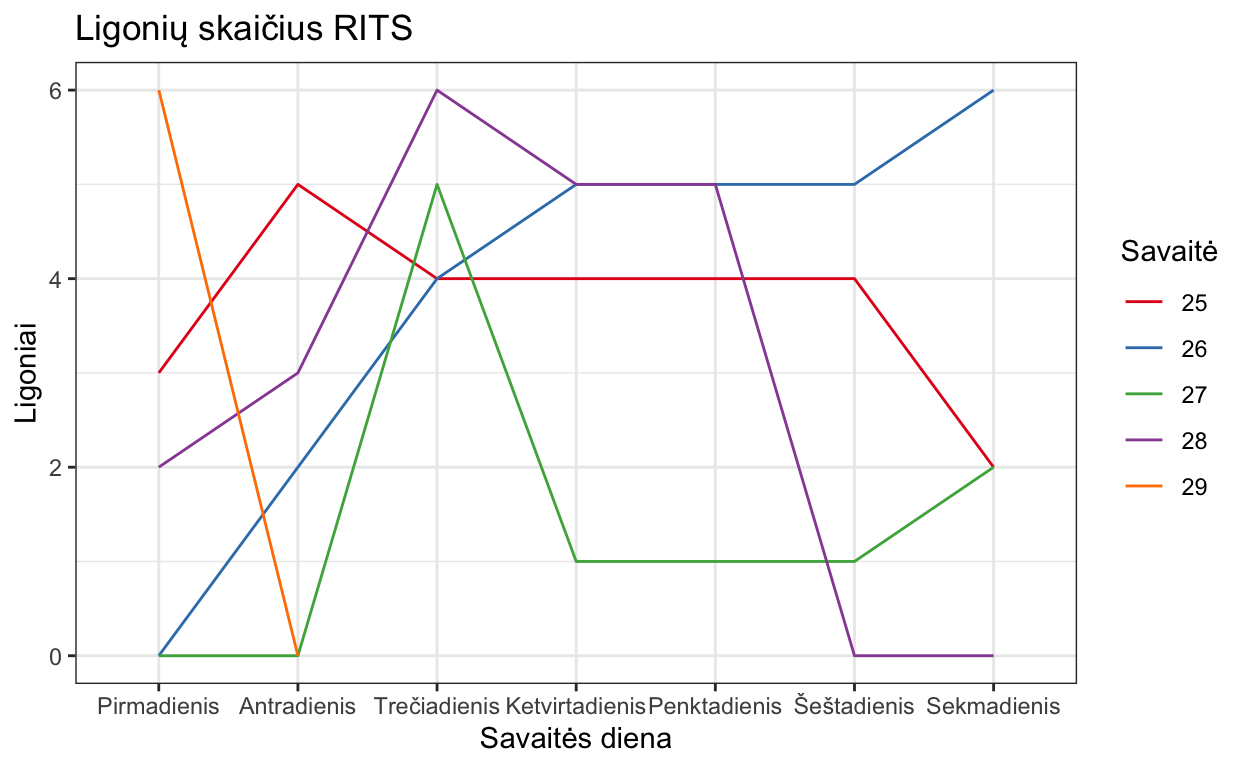 Ligonių skaičius RITS
6
4
2
0
Ligoniai
Pirmadienis Antradienis Trečiadienis Ketvirtadienis Penktadienis Šeštadienis Sekmadienis
Savaitės diena
Savaitė
25
26
27
28
29